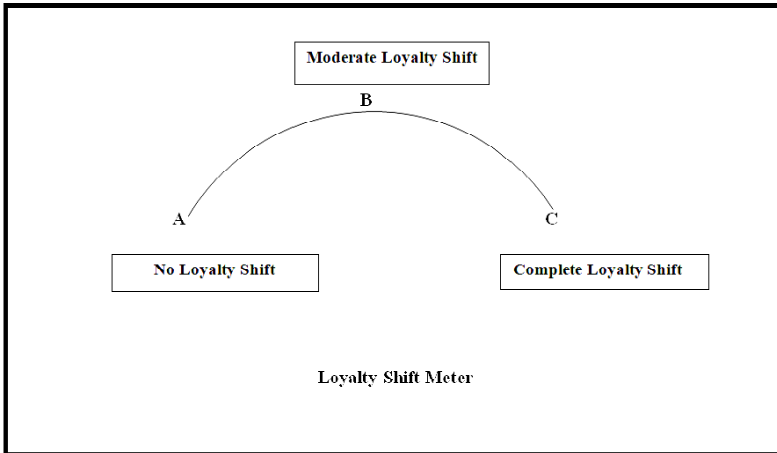 Moderate Loyalty Shift
B
A
C
No Loyalty Shift
Complete Loyalty Shift
Loyalty Shift Meter